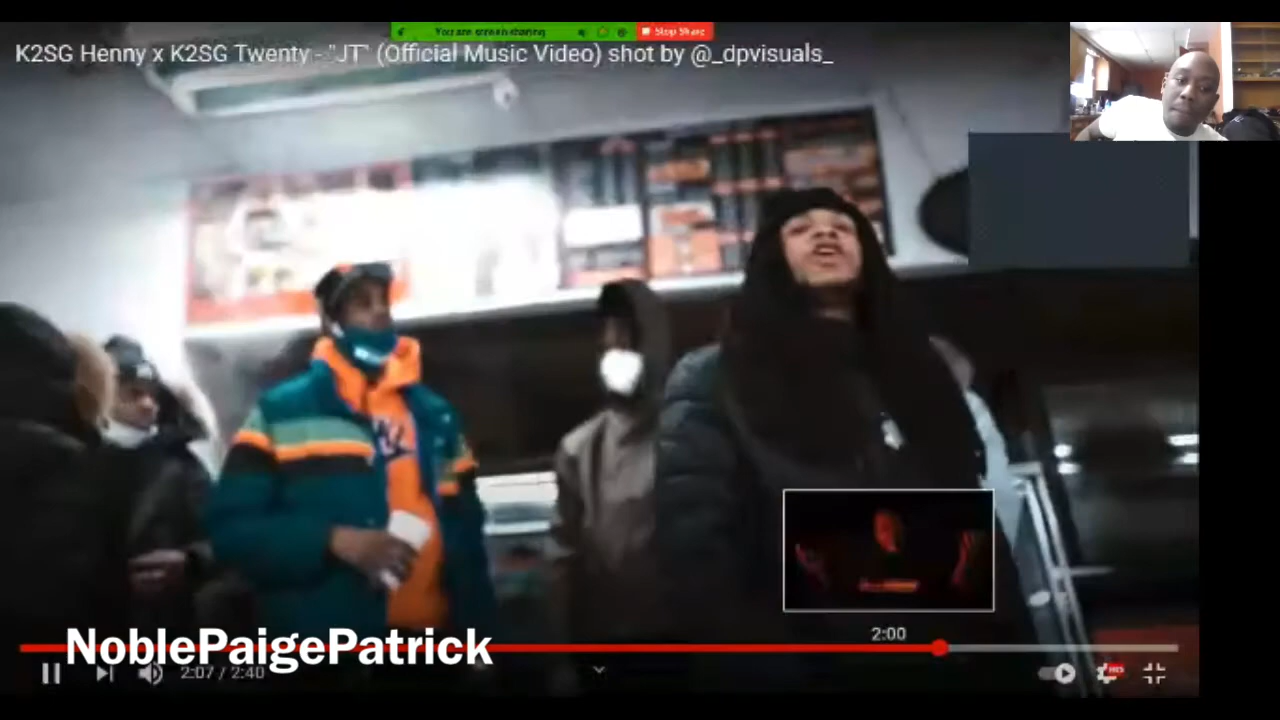 You are screen sharing
Stop Share
K2SG Henny x K2SG Twenty - "JT" (Official Music Video) shot by @_dpvisuals_
2:00
NoblePaigePatrick
2:07 / 2:40